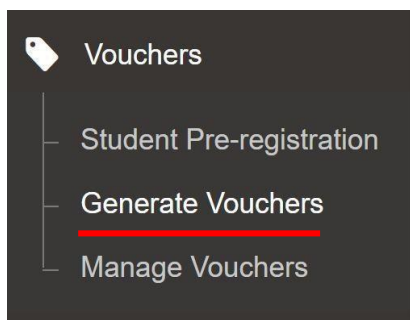 Vouchers
Student Pre-registration
Generate Vouchers
Manage Vouchers